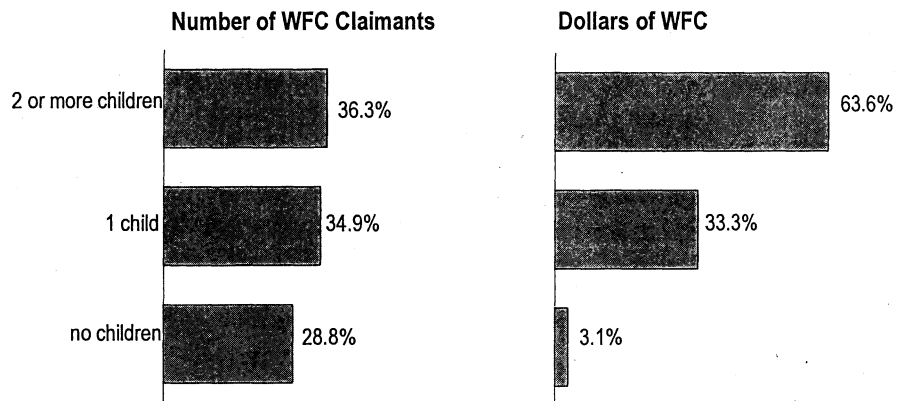 Number of WFC Claimants
Dollars of WFC
2 or more children
36.3%
63.6%
1 child
34.9%
33.3%
no children
28.8%
3.1%